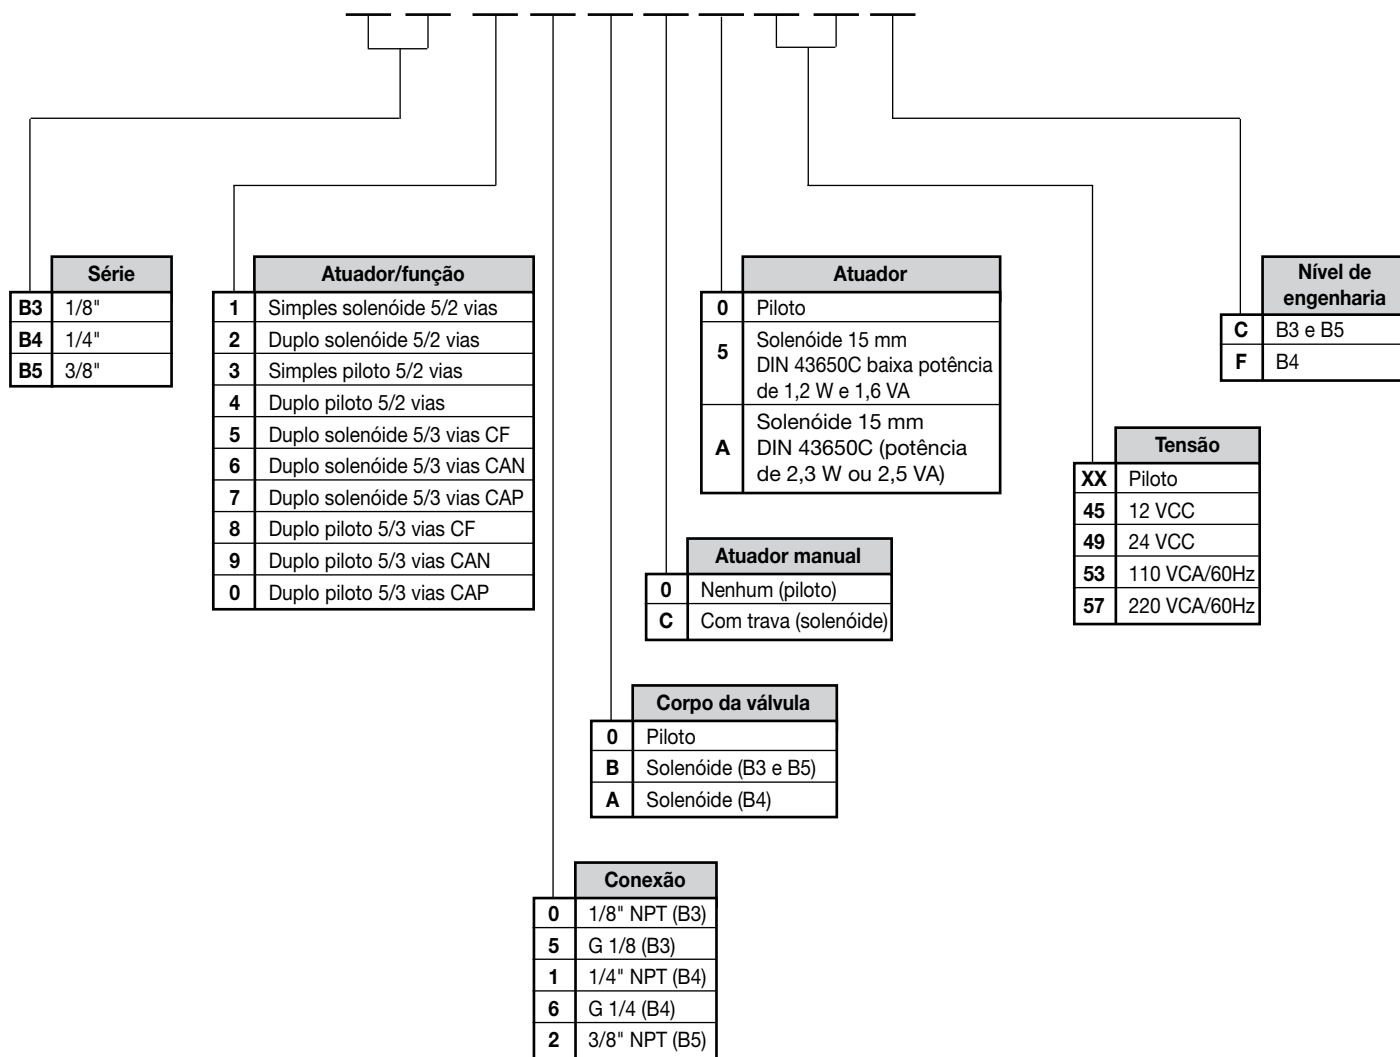 Série
B3 1/8"
B4 1/4"
B5 3/8"
Atuador/função
1 Simples solenóide 5/2 vias
2 Duplo solenóide 5/2 vias
3 Simples piloto 5/2 vias
4 Duplo piloto 5/2 vias
5 Duplo solenóide 5/3 vias CF
6 Duplo solenóide 5/3 vias CAN
7 Duplo solenóide 5/3 vias CAP
8 Duplo piloto 5/3 vias CF
9 Duplo piloto 5/3 vias CAN
0 Duplo piloto 5/3 vias CAP
Atuador
0 Piloto
5 Solenóide 15 mm
DIN 43650C baixa potência
de 1,2 W e 1,6 VA
A Solenóide 15 mm
DIN 43650C (potência
de 2,3 W ou 2,5 VA)
Nível de
engenharia
C B3 e B5
F B4
Tensão
XX Piloto
45 12 VCC
49 24 VCC
53 110 VCA/60Hz
57 220 VCA/60Hz
Atuador manual
0 Nenhum (piloto)
C Com trava (solenóide)
Corpo da válvula
0 Piloto
B Solenóide (B3 e B5)
A Solenóide (B4)
Conexão
0 1/8" NPT (B3)
5 G 1/8 (B3)
1 1/4" NPT (B4)
6 G 1/4 (B4)
2 3/8" NPT (B5)